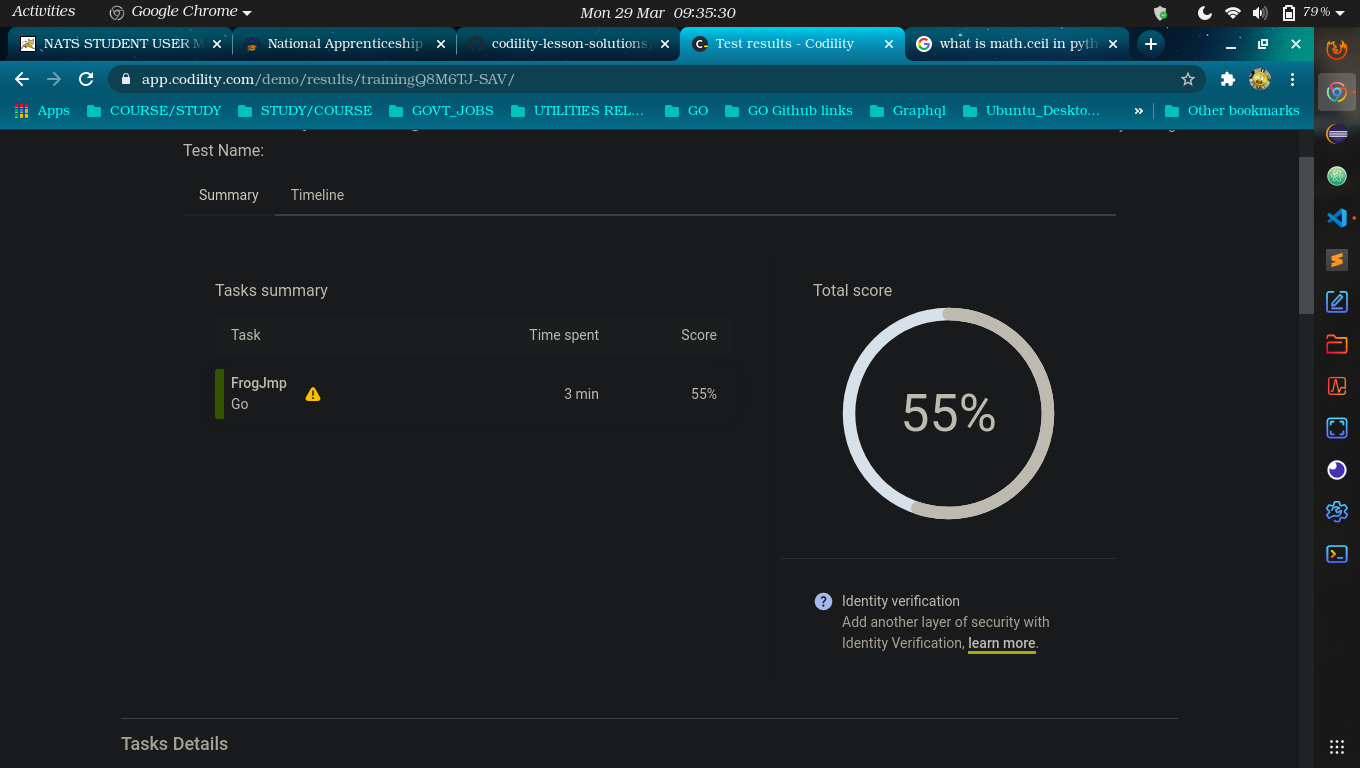 Activities Google Chrome Mon 29 Mar 09:35:30 79%
NATS STUDENT USER M National Apprenticeship codility-lesson-solutions Test results - Codility what is math.ceil in pyth
app.codility.com/demo/results/trainingQ8M6TJ-SAV/
Apps COURSE/STUDY STUDY/COURSE GOVT_JOBS UTILITIES REL... GO GO Github links Graphql Ubuntu_Deskto... » Other bookmarks
Test Name:
Summary Timeline
Tasks summary
Task Time spent Score
FrogJmp
Go
3 min 55%
Total score
55%
Identity verification
Add another layer of security with
Identity Verification, learn more.
Tasks Details